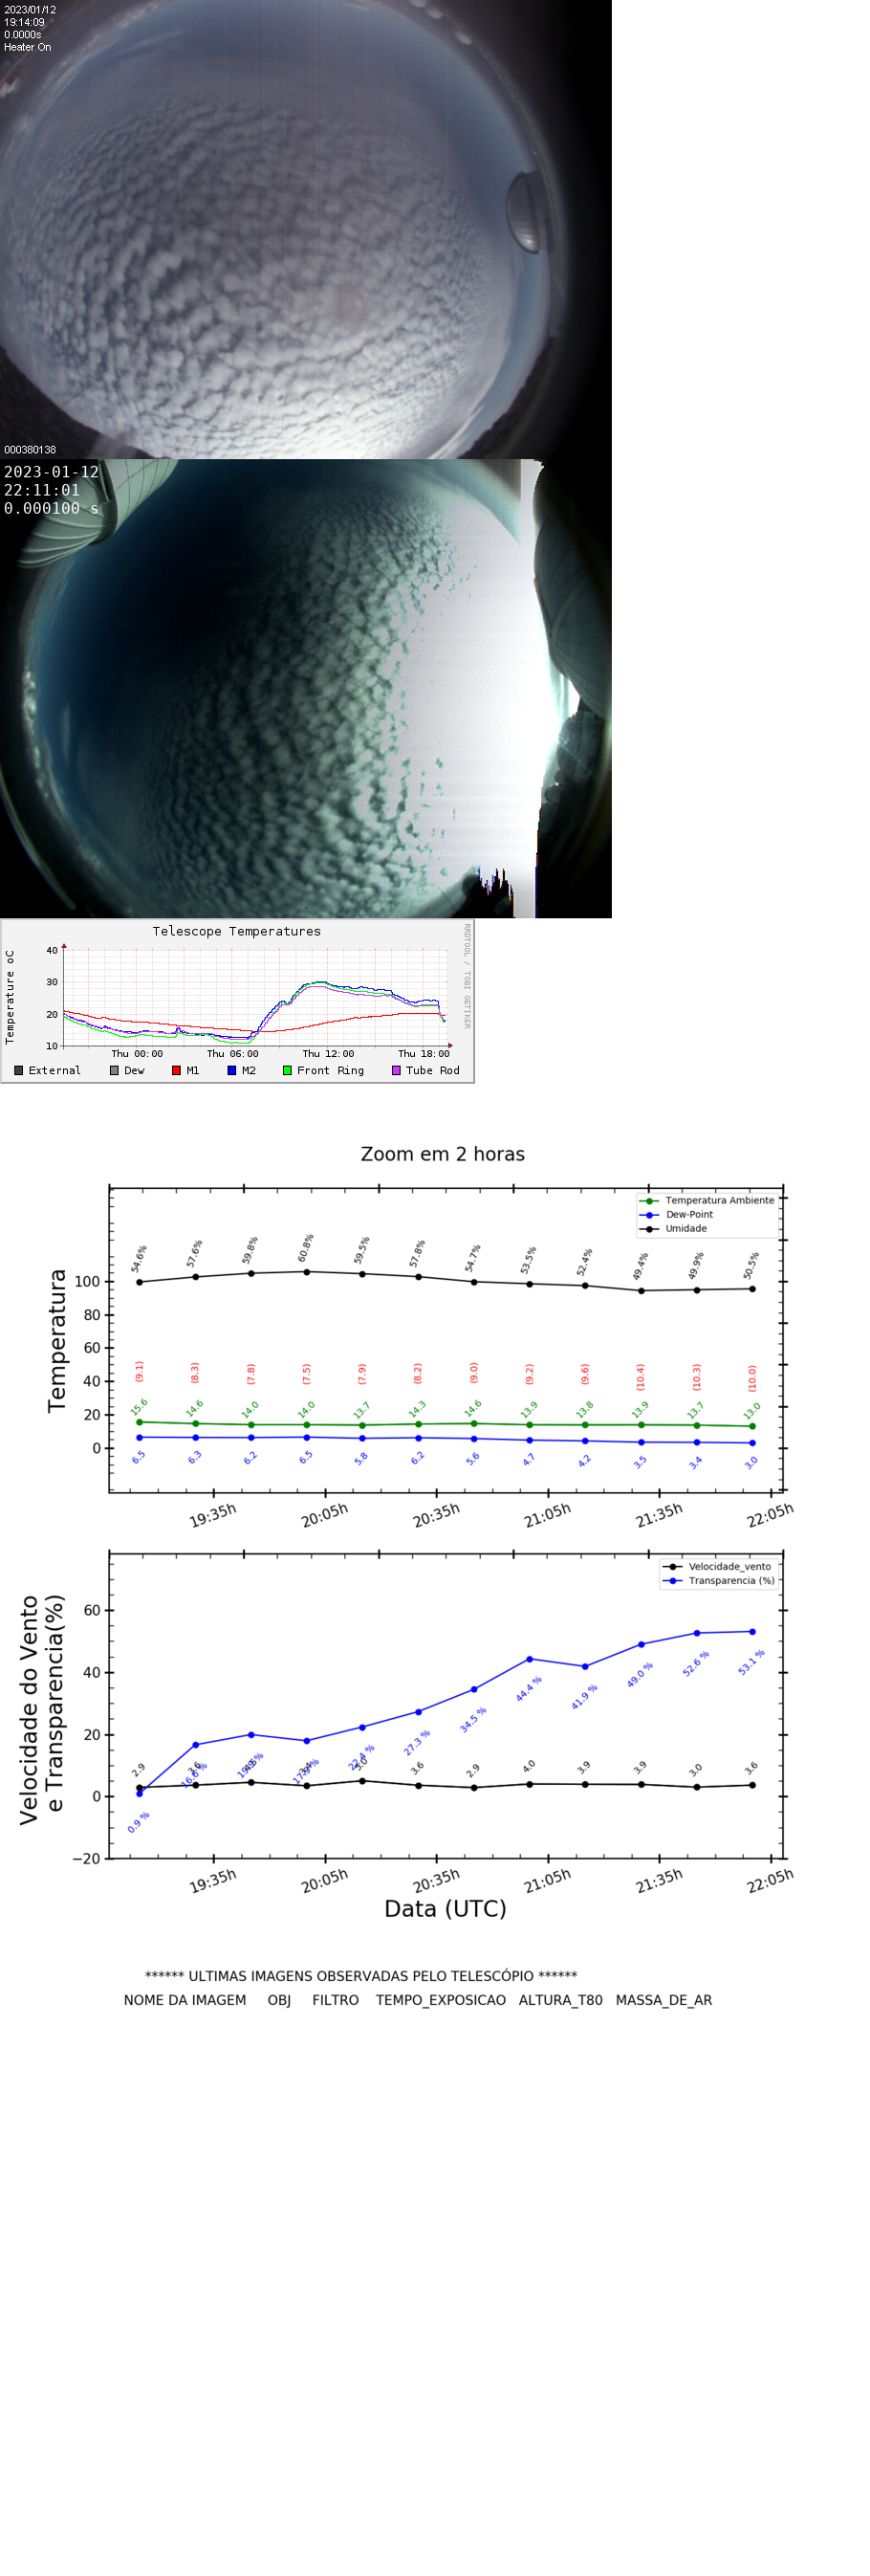 2023/01/12
19:14:09
0.0000s
Heater On
000380138
2023-01-12
22:11:01
0.000100 s
Telescope Temperatures
RRDTOOL / TOBI OETIKER
Temperature oC
40
30
20
10
Thu 00:00 Thu 06:00 Thu 12:00 Thu 18:00
External Dew M1 M2 Front Ring Tube Rod
Zoom em 2 horas
Temperatura Ambiente
Dew-Point
Umidade
Temperatura
100
80
60
40
20
0
54.6% 57.6% 59.8% 60.8% 59.5% 57.8% 54.7% 53.5% 52.4% 49.4% 49.9% 50.5%
(9.1) (8.3) (7.8) (7.5) (7.9) (8.2) (9.0) (9.2) (9.6) (10.4) (10.3) (10.0)
15.6 14.6 14.0 14.0 13.7 14.3 14.6 13.9 13.8 13.9 13.7 13.0
6.5 6.3 6.2 6.5 5.8 6.2 5.6 4.7 4.2 3.5 3.4 3.0
19:35h 20:05h 20:35h 21:05h 21:35h 22:05h
Velocidade_vento
Transparencia (%)
Velocidade do Vento
e Transparencia(%)
60
40
20
0
−20
2.9 3.6 2.9 4.0 3.9 3.9 3.0 3.6
0.9 % 27.3 % 34.5 % 44.4 % 41.9 % 49.0 % 52.6 % 53.1 %
19:35h 20:05h 20:35h 21:05h 21:35h 22:05h
Data (UTC)
****** ULTIMAS IMAGENS OBSERVADAS PELO TELESCÓPIO ******
NOME DA IMAGEM OBJ FILTRO TEMPO_EXPOSICAO ALTURA_T80 MASSA_DE_AR